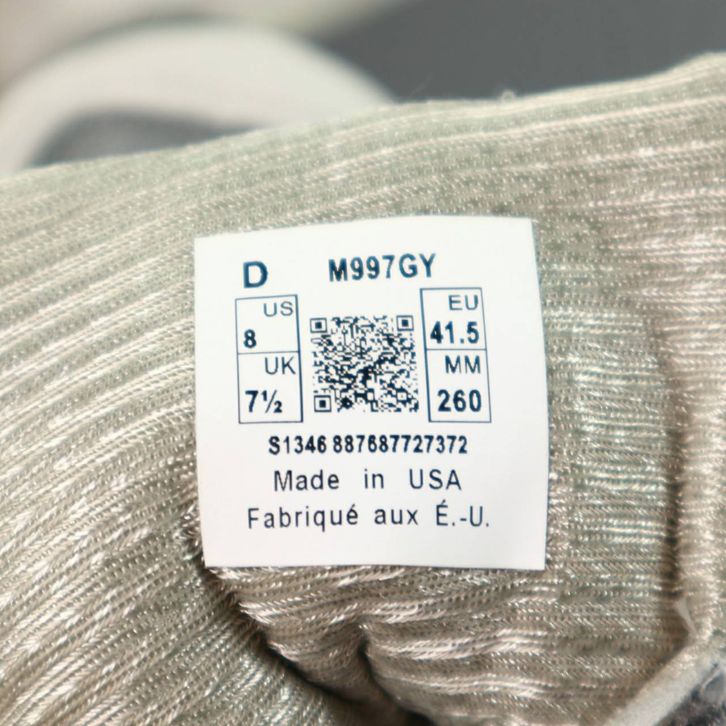 D M997GY
US
8
UK
7½
EU
41.5
MM
260
S1346 887687727372
Made in USA
Fabriqué aux É.-U.